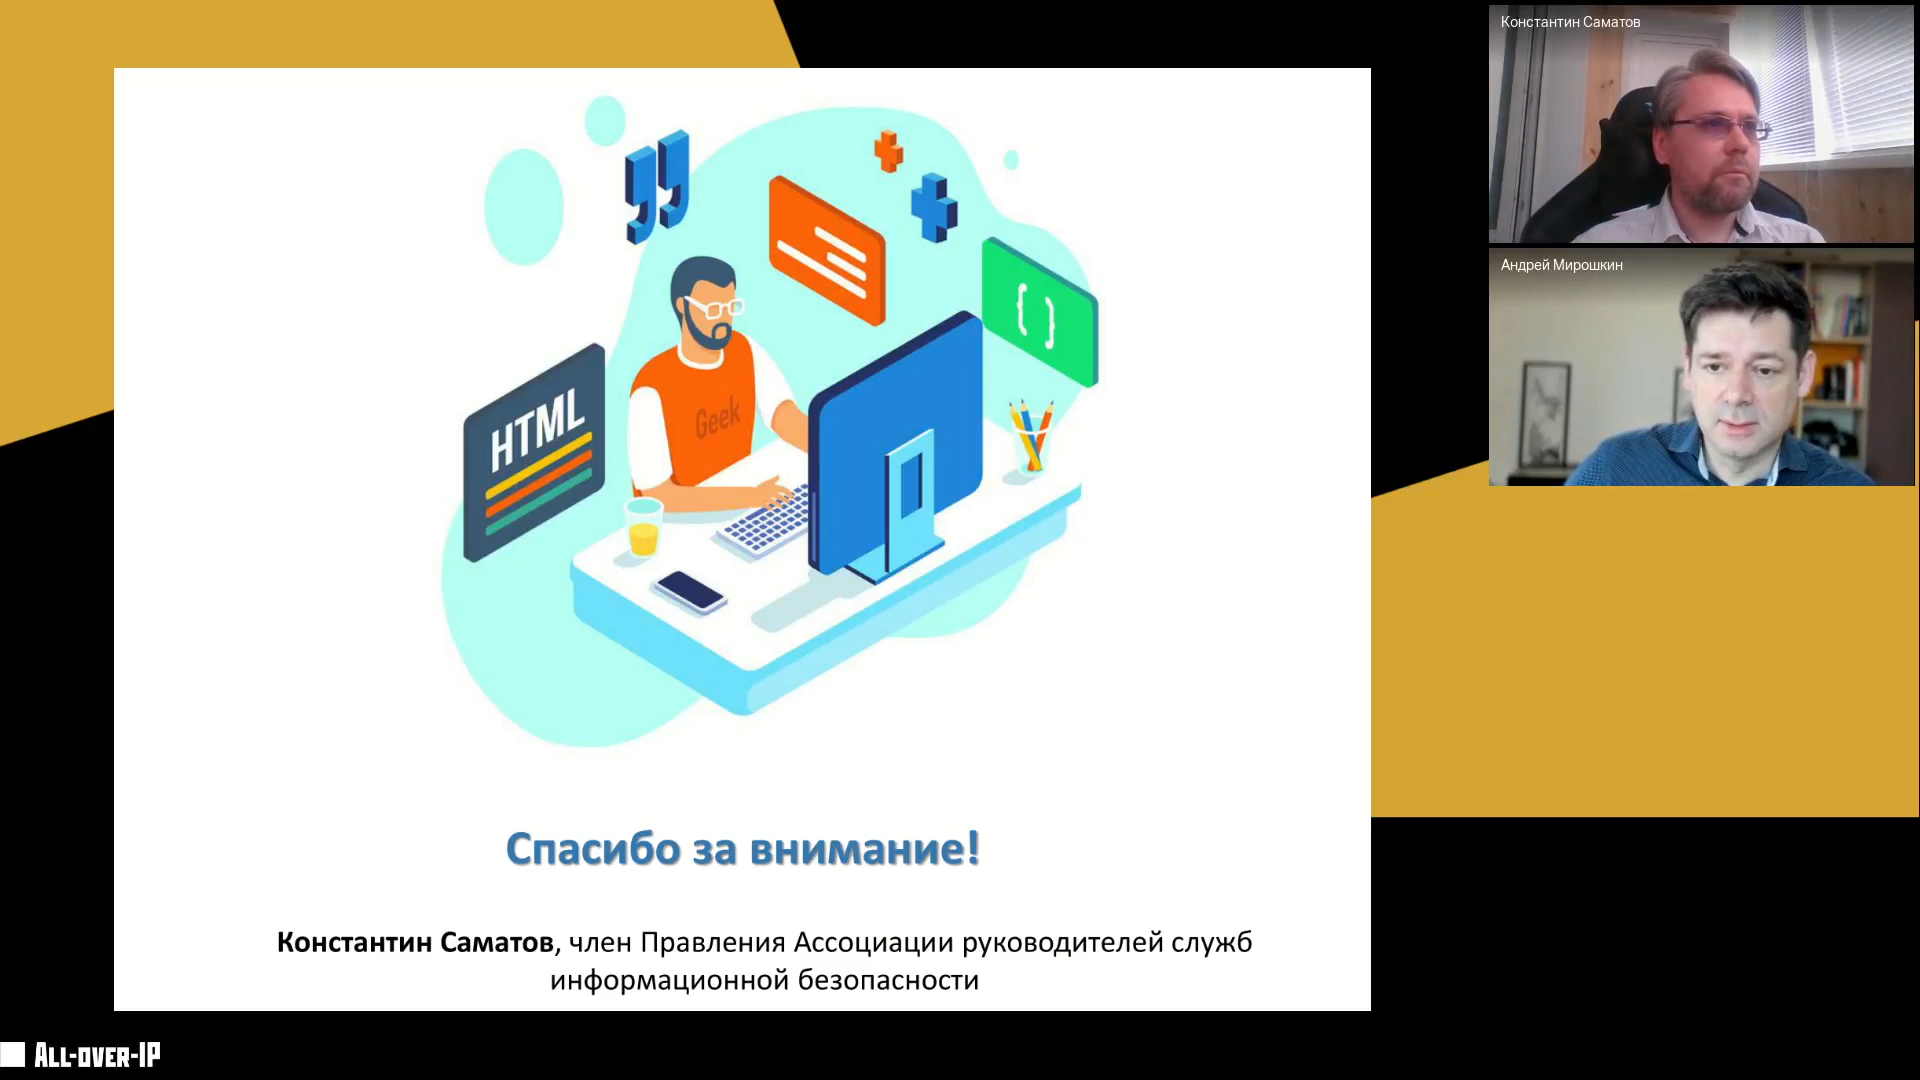 Константин Саматов
Андрей Мирошкин
HTML
Geek
{ }
Спасибо за внимание!
Константин Саматов, член Правления Ассоциации руководителей служб
информационной безопасности
ALL-OVER-IP